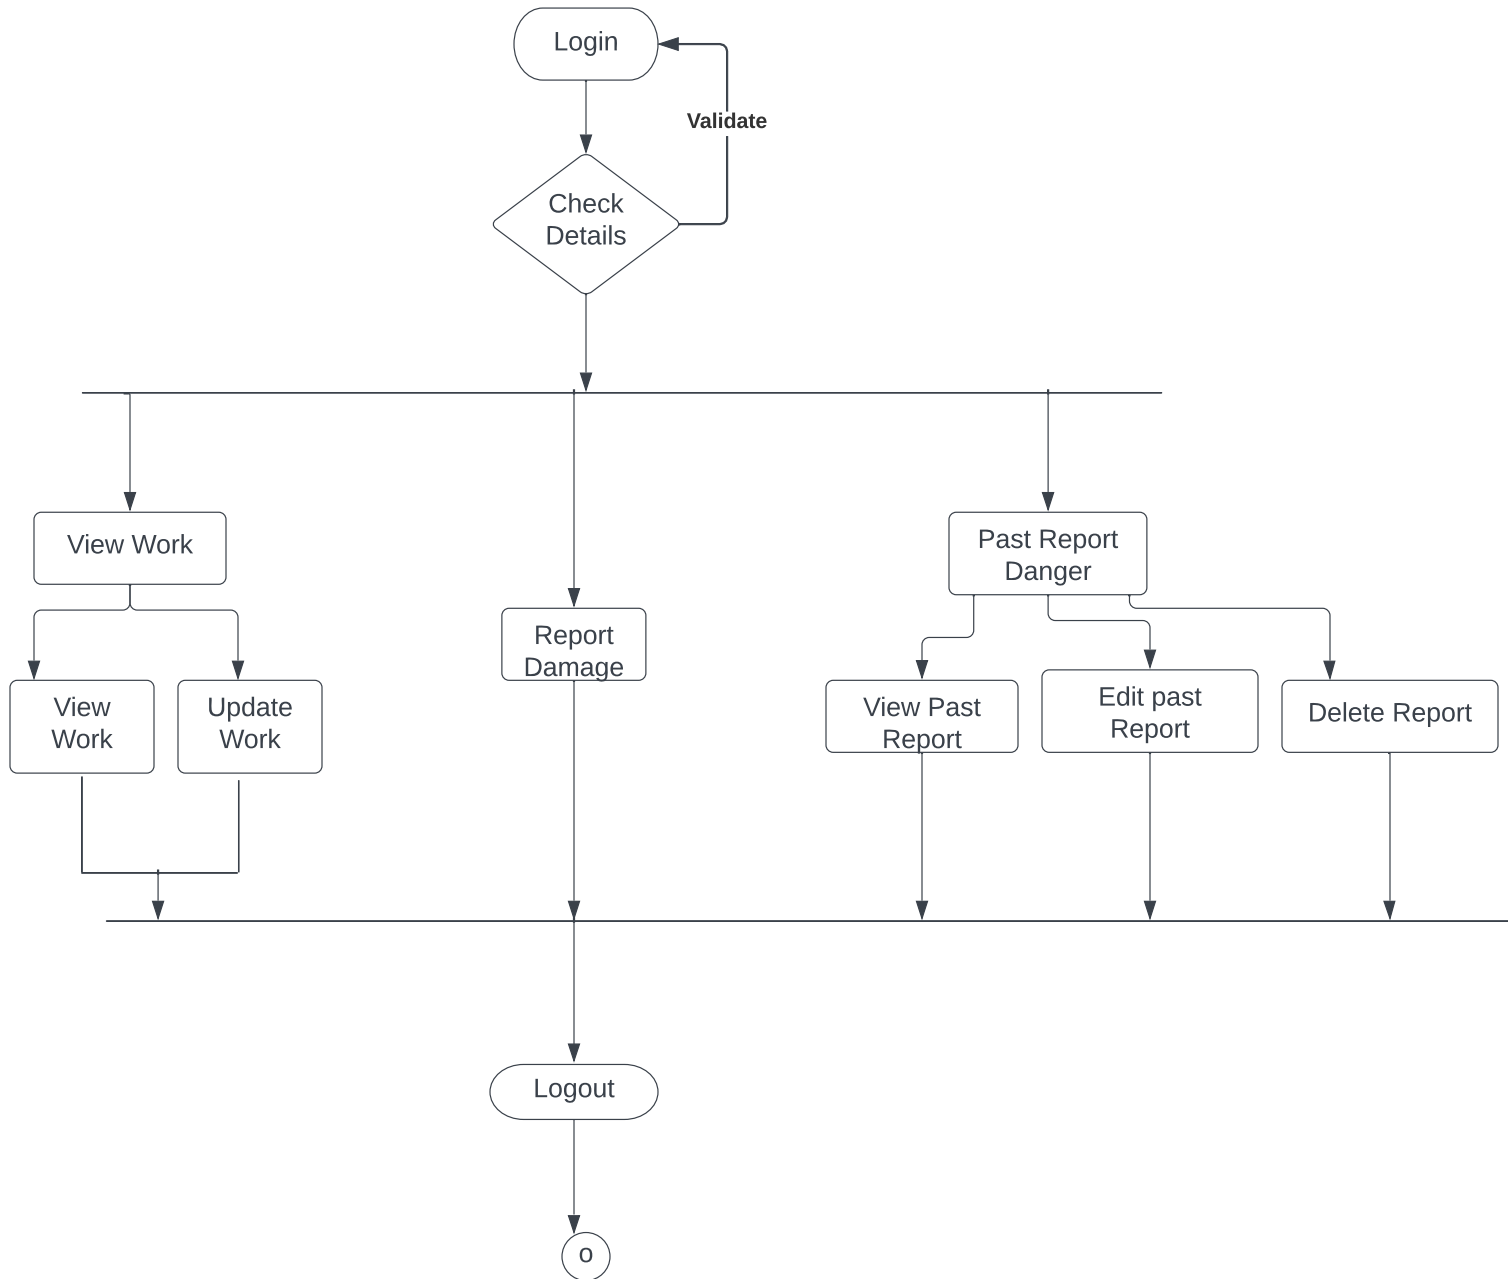 Login
Validate
Check
Details
View Work
Past Report
Danger
Report
Damage
View
Work
Update
Work
View Past
Report
Edit past
Report
Delete Report
Logout
o